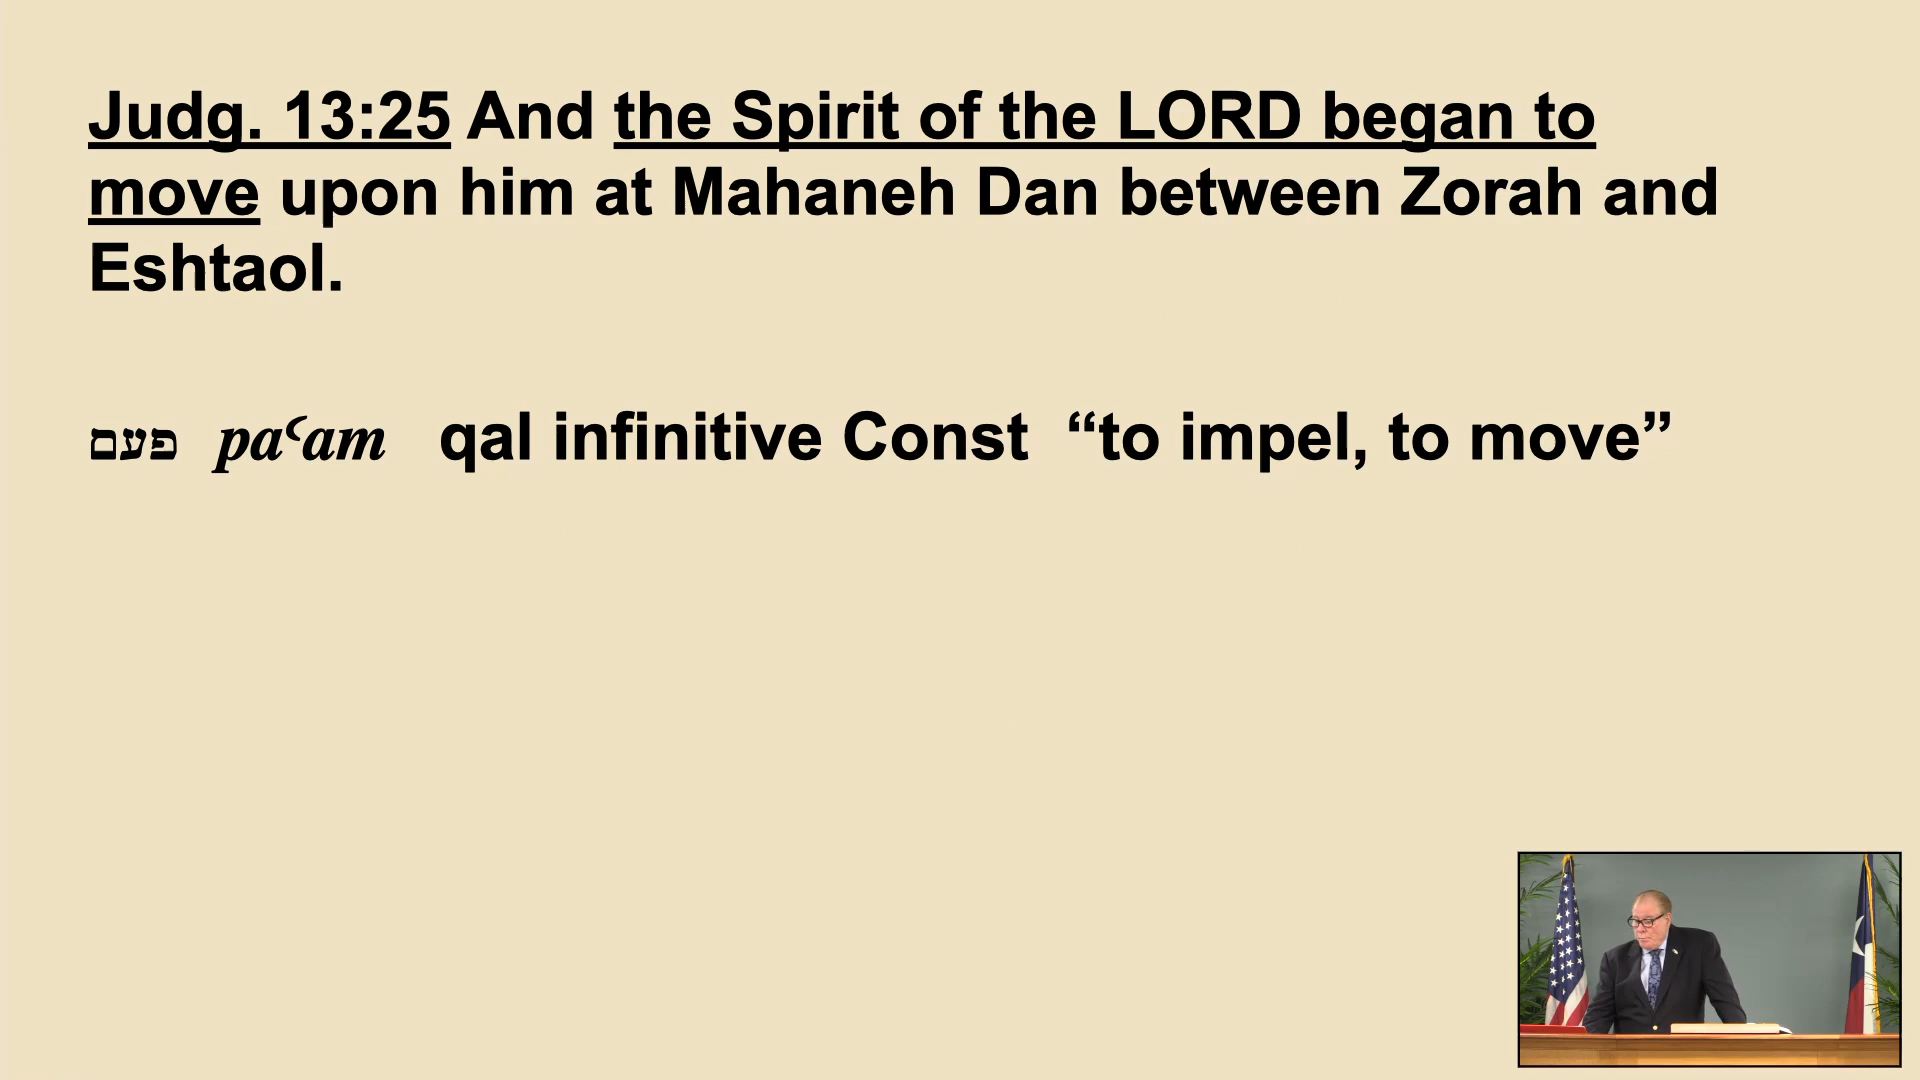 Judg. 13:25 And the Spirit of the LORD began to
move upon him at Mahaneh Dan between Zorah and
Eshtaol.
פעם paʿam qal infinitive Const “to impel, to move”